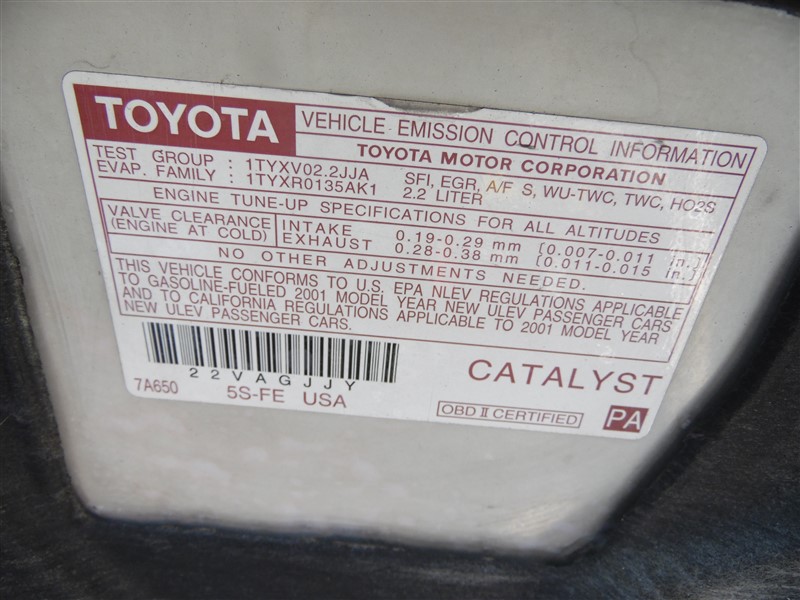 TOYOTA VEHICLE EMISSION CONTROL INFORMATION
TOYOTA MOTOR CORPORATION
TEST GROUP : 1TYXV02.2JJA SFI, EGR, A/F S, WU-TWC, TWC, HO2S
EVAP. FAMILY : 1TYXR0135AK1 2.2 LITER
ENGINE TUNE-UP SPECIFICATIONS FOR ALL ALTITUDES
VALVE CLEARANCE INTAKE 0.19-0.29 mm (0.007-0.011 in.)
(ENGINE AT COLD) EXHAUST 0.28-0.38 mm (0.011-0.015 in.)
NO OTHER ADJUSTMENTS NEEDED.
THIS VEHICLE CONFORMS TO U.S. EPA NLEV REGULATIONS APPLICABLE
TO GASOLINE-FUELED 2001 MODEL YEAR NEW ULEV PASSENGER CARS
AND TO CALIFORNIA REGULATIONS APPLICABLE TO 2001 MODEL YEAR
NEW ULEV PASSENGER CARS.
22VAGJJY
7A650 5S-FE USA
CATALYST
OBD II CERTIFIED PA